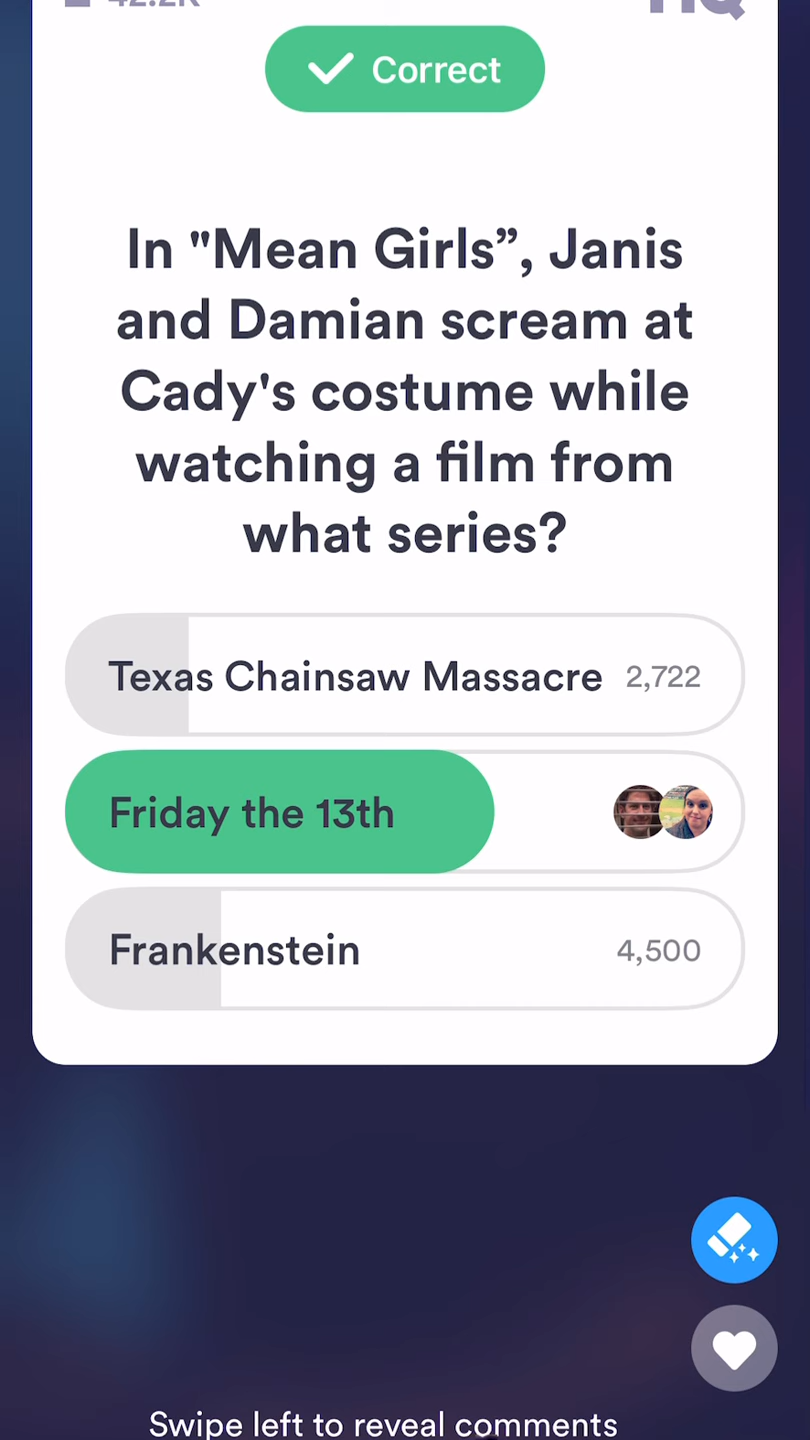 Correct
In "Mean Girls”, Janis
and Damian scream at
Cady's costume while
watching a film from
what series?
Texas Chainsaw Massacre 2,722
Friday the 13th
Frankenstein 4,500
Swipe left to reveal comments